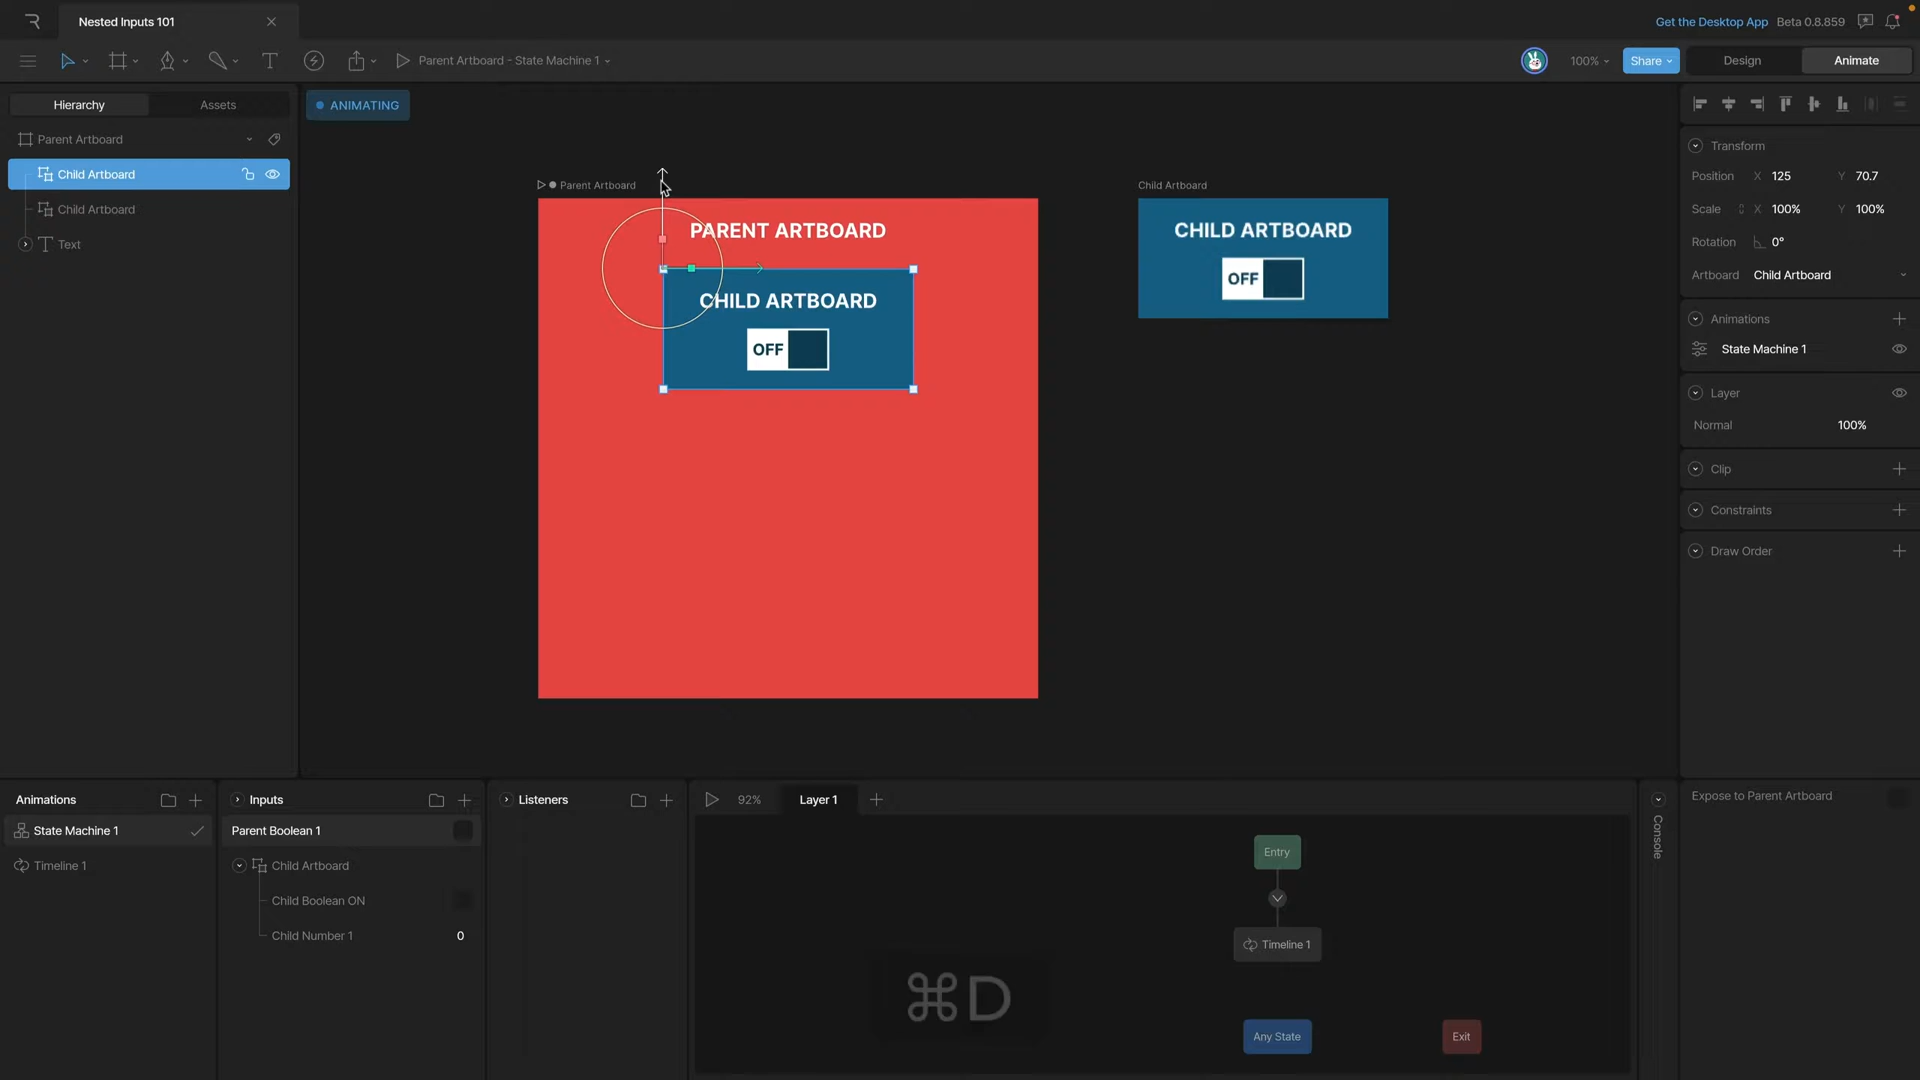 Nested Inputs 101
Get the Desktop App
Beta 0.8.859
Parent Artboard - State Machine 1
100%
Share
Design
Animate
Hierarchy
Assets
ANIMATING
Parent Artboard
Child Artboard
Child Artboard
Text
Parent Artboard
PARENT ARTBOARD
CHILD ARTBOARD
OFF
Child Artboard
CHILD ARTBOARD
OFF
Transform
Position X 125 Y 70.7
Scale X 100% Y 100%
Rotation 0°
Artboard Child Artboard
Animations
State Machine 1
Layer
Normal 100%
Clip
Constraints
Draw Order
Animations
State Machine 1
Timeline 1
Inputs
Parent Boolean 1
Child Artboard
Child Boolean ON
Child Number 1 0
Listeners
92%
Layer 1
Entry
Timeline 1
Any State
Exit
⌘D
Console
Expose to Parent Artboard